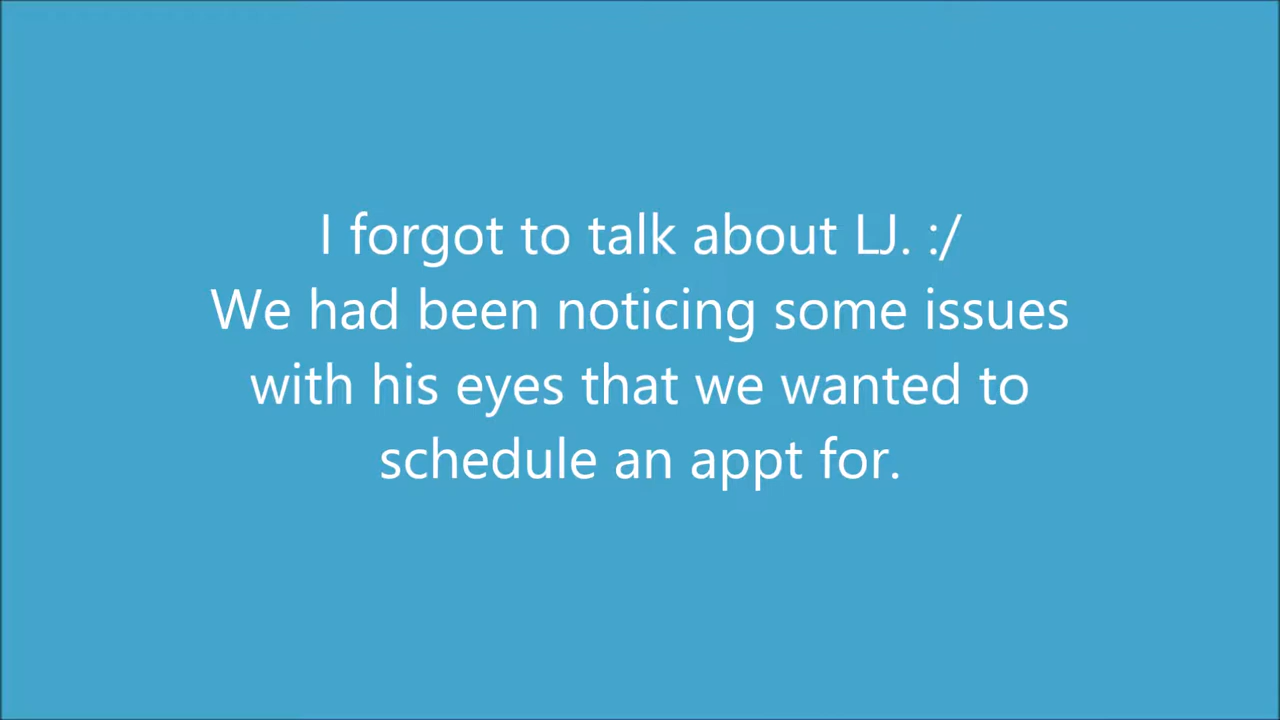 I forgot to talk about LJ. :/
We had been noticing some issues
with his eyes that we wanted to
schedule an appt for.